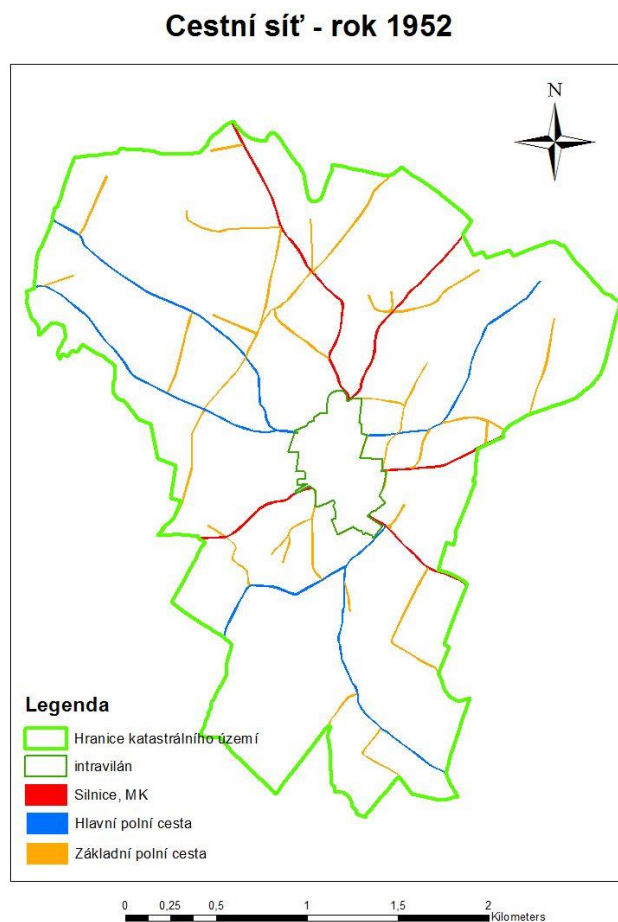 Cestní síť - rok 1952
N
Legenda
Hranice katastrálního území
intravilán
Silnice, MK
Hlavní polní cesta
Základní polní cesta
0 0,25 0,5 1 1,5 2
Kilometers